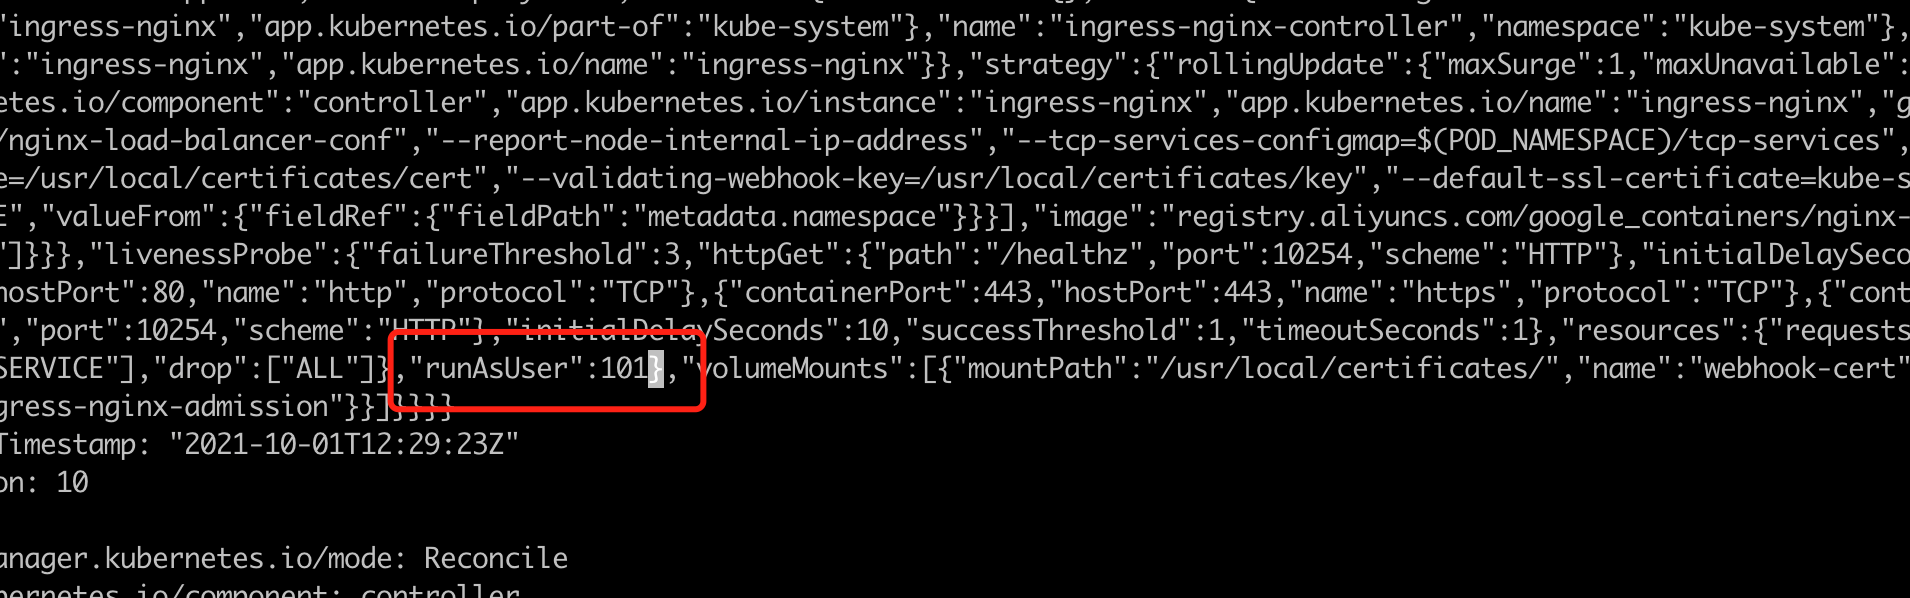 "ingress-nginx","app.kubernetes.io/part-of":"kube-system"},"name":"ingress-nginx-controller","namespace":"kube-system"},
":"ingress-nginx","app.kubernetes.io/name":"ingress-nginx"}},"strategy":{"rollingUpdate":{"maxSurge":1,"maxUnavailable":
etes.io/component":"controller","app.kubernetes.io/instance":"ingress-nginx","app.kubernetes.io/name":"ingress-nginx","g
/nginx-load-balancer-conf","--report-node-internal-ip-address","--tcp-services-configmap=$(POD_NAMESPACE)/tcp-services",
e=/usr/local/certificates/cert","--validating-webhook-key=/usr/local/certificates/key","--default-ssl-certificate=kube-s
E","valueFrom":{"fieldRef":{"fieldPath":"metadata.namespace"}}}],"image":"registry.aliyuncs.com/google_containers/nginx-
"]}}},"livenessProbe":{"failureThreshold":3,"httpGet":{"path":"/healthz","port":10254,"scheme":"HTTP"},"initialDelaySeco
hostPort":80,"name":"http","protocol":"TCP"},{"containerPort":443,"hostPort":443,"name":"https","protocol":"TCP"},{"cont
","port":10254,"scheme":"HTTP"},"initialDelaySeconds":10,"successThreshold":1,"timeoutSeconds":1},"resources":{"requests
SERVICE"],"drop":["ALL"]},"runAsUser":101},"volumeMounts":[{"mountPath":"/usr/local/certificates/","name":"webhook-cert"
gress-nginx-admission"}}]}}}}
Timestamp: "2021-10-01T12:29:23Z"
on: 10
anager.kubernetes.io/mode: Reconcile
bernetes.io/component: controller